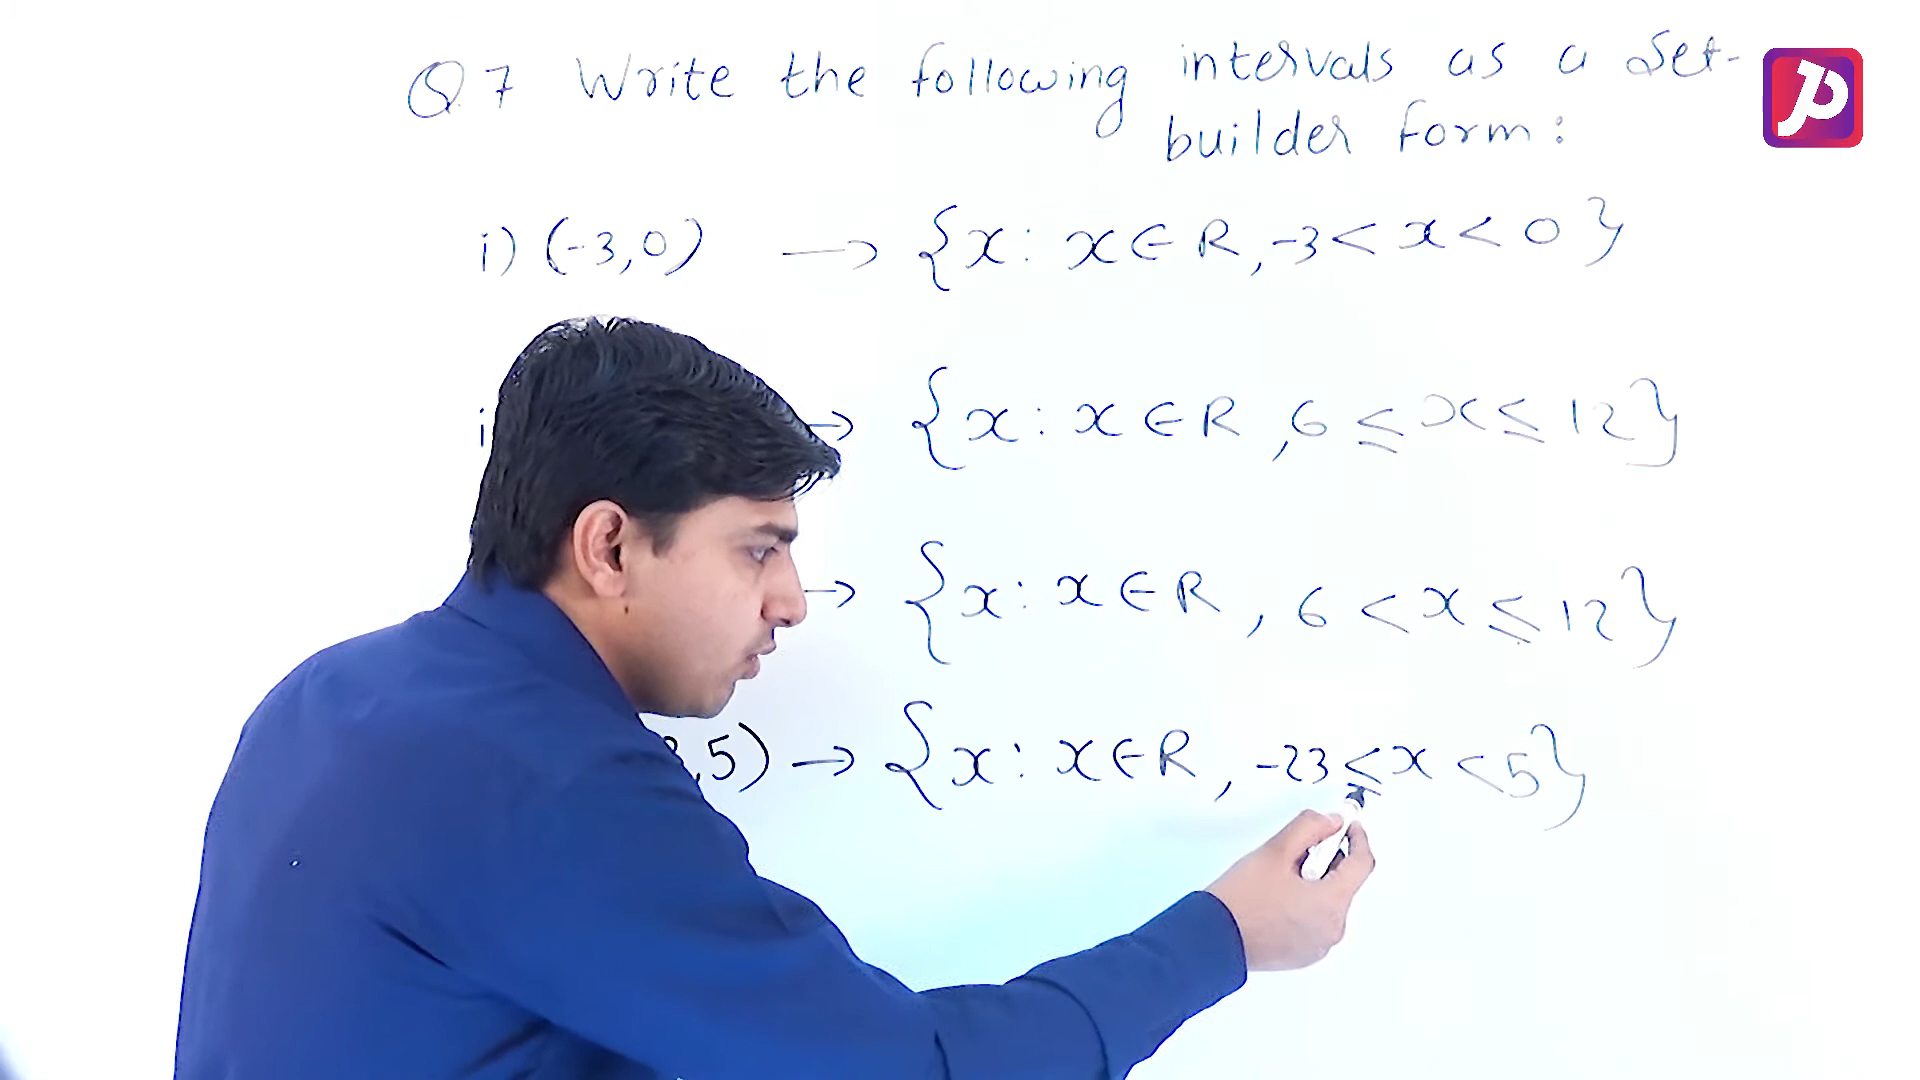 Q.7 Write the following intervals as a Set-
builder form:
i) (-3,0) → {x : x ∈ R, -3 < x < 0}
→ {x : x ∈ R, 6 ≤ x ≤ 12}
→ {x : x ∈ R, 6 < x ≤ 12}
,5) → {x : x ∈ R, -23 ≤ x < 5}